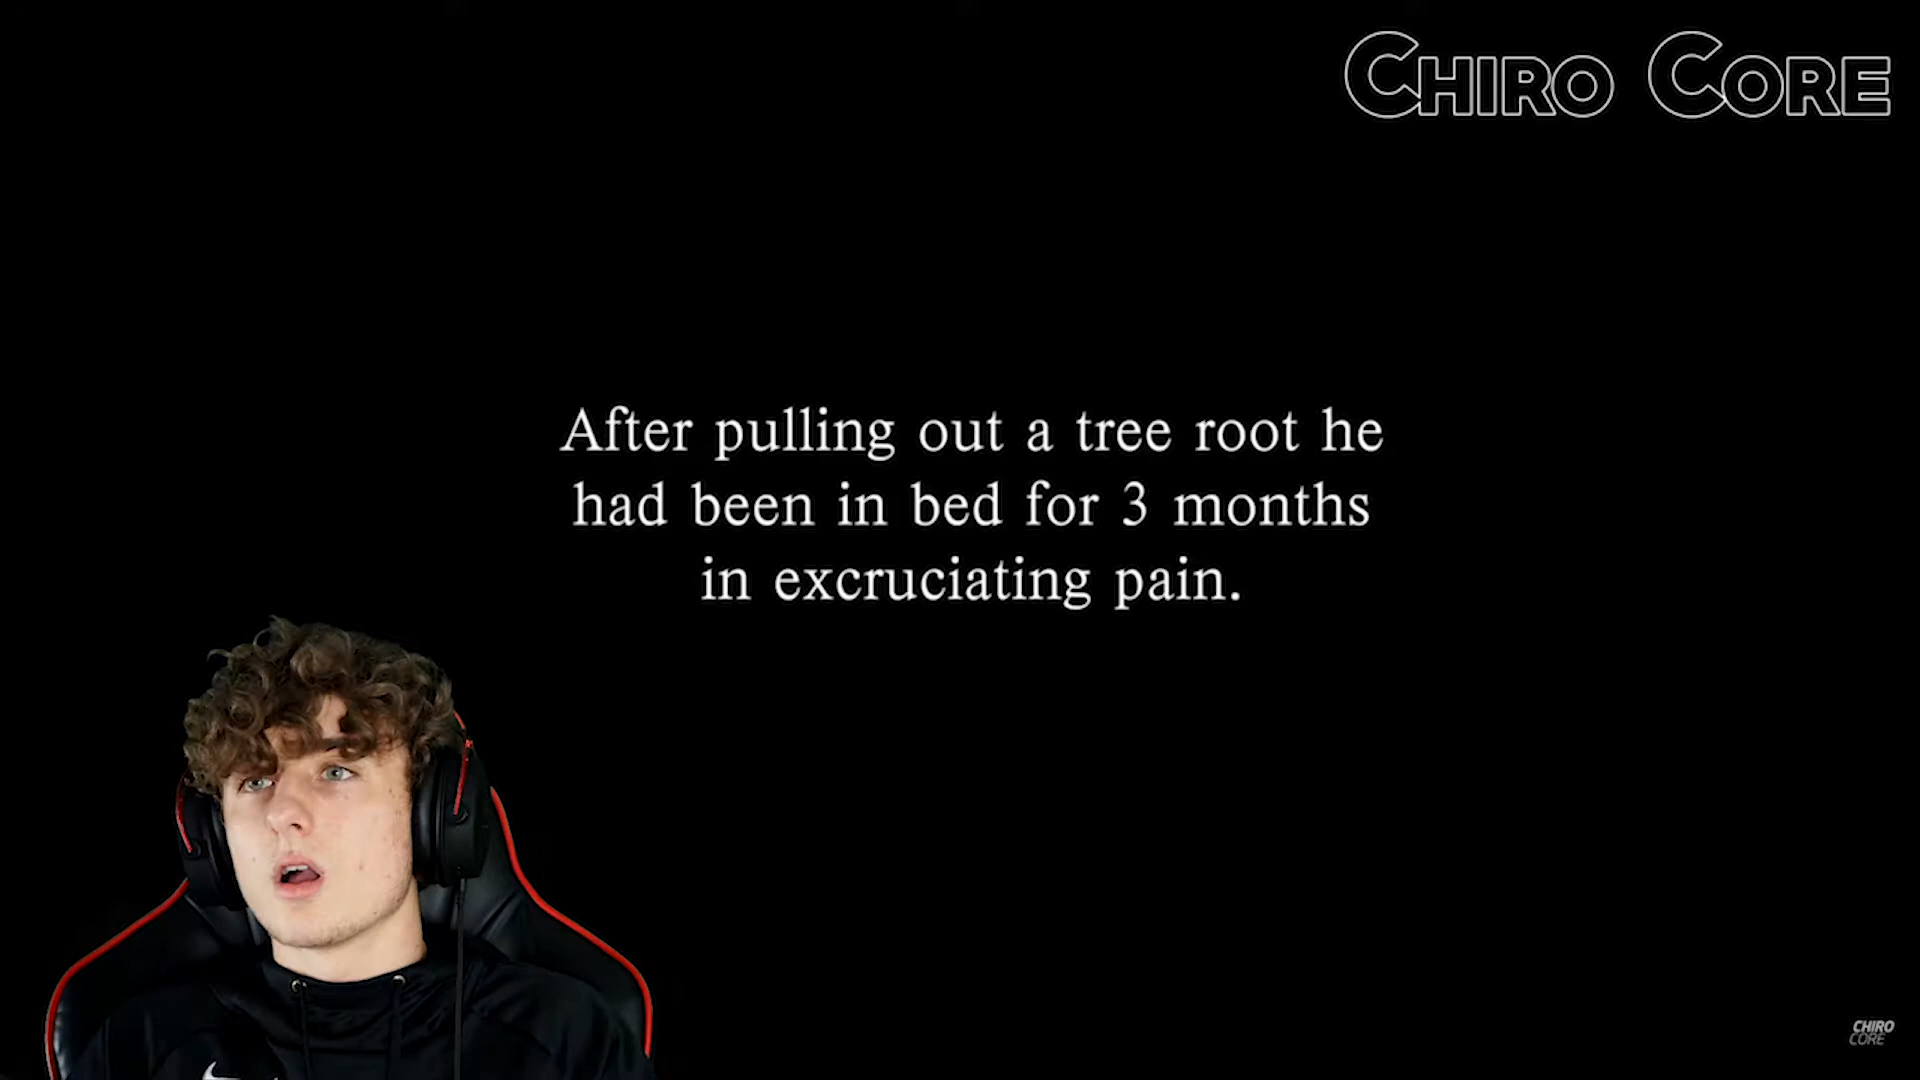 CHIRO CORE
After pulling out a tree root he
had been in bed for 3 months
in excruciating pain.
CHIRO
CORE